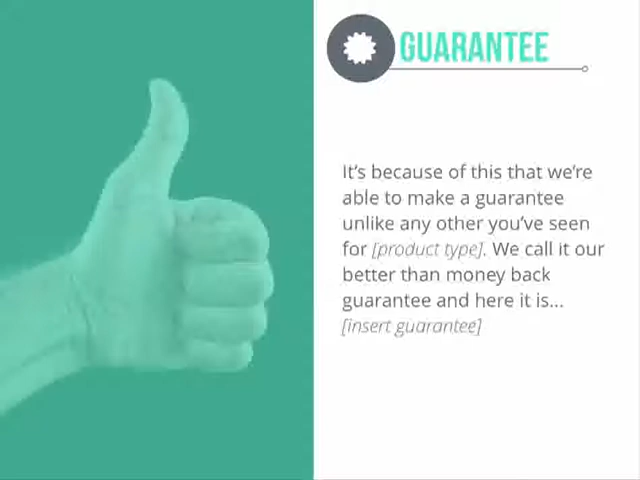 GUARANTEE
It's because of this that we're
able to make a guarantee
unlike any other you've seen
for [product type]. We call it our
better than money back
guarantee and here it is...
[insert guarantee]